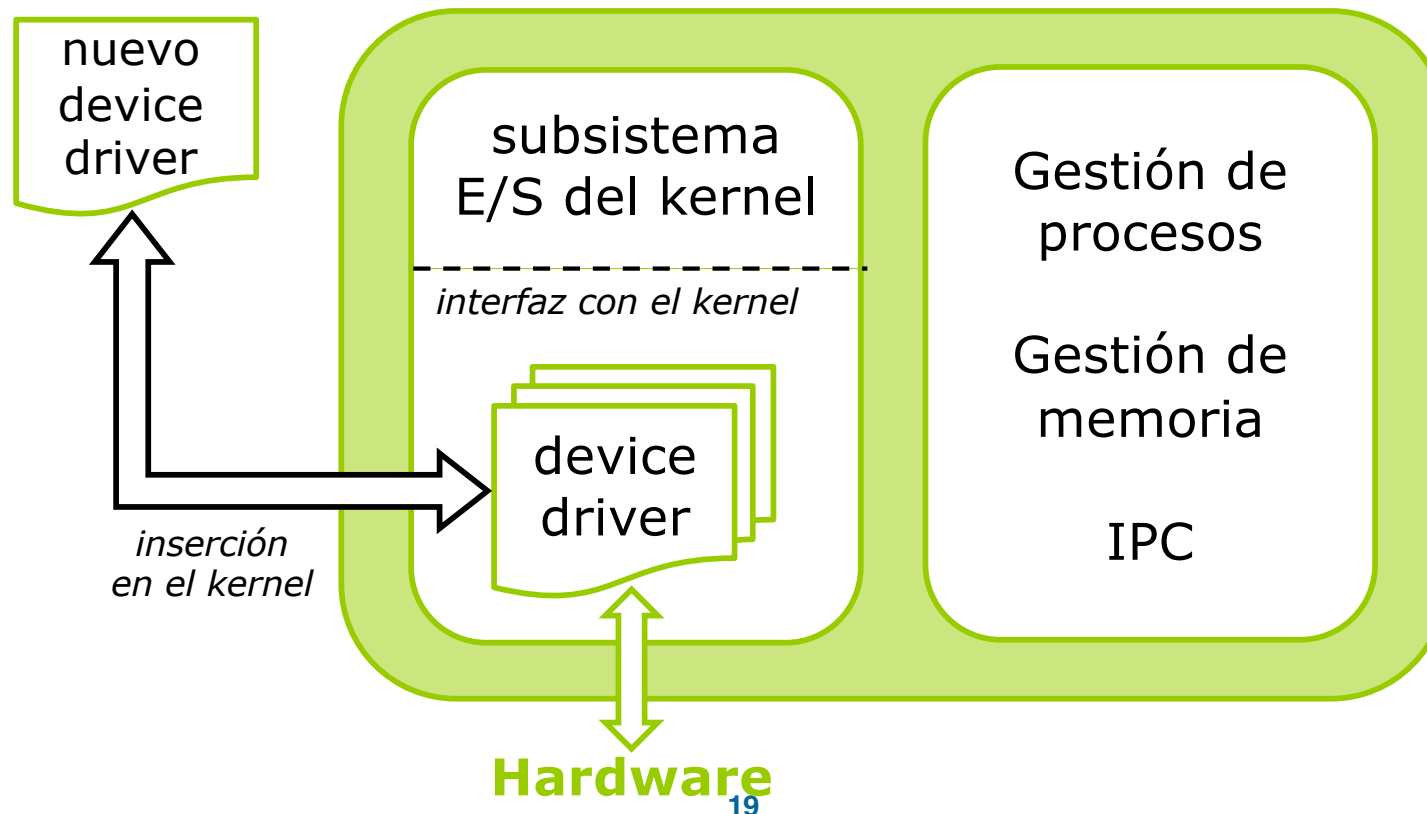 nuevo
device
driver
subsistema
E/S del kernel
interfaz con el kernel
device
driver
inserción
en el kernel
Gestión de
procesos
Gestión de
memoria
IPC
Hardware
19